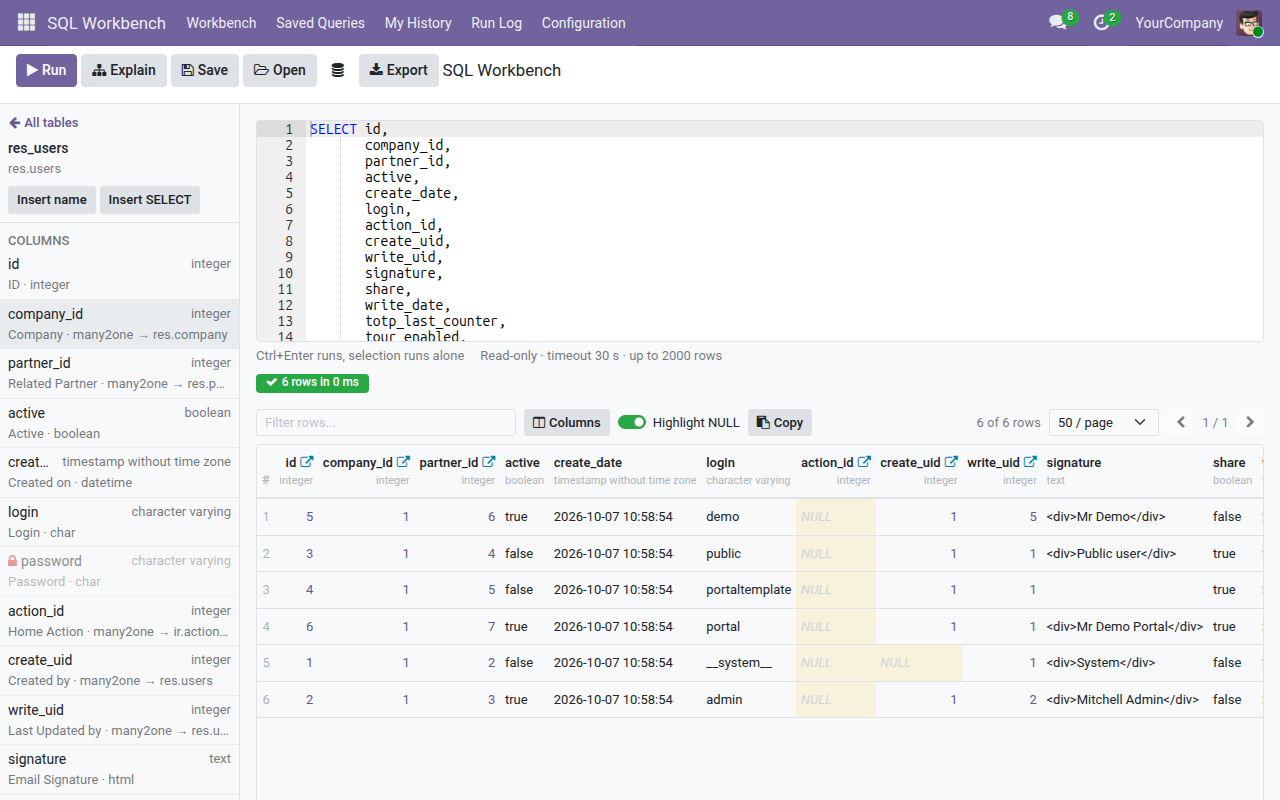 SQL Workbench Workbench Saved Queries My History Run Log Configuration 8 2 YourCompany
Run Explain Save Open Export SQL Workbench
All tables
res_users
res.users
Insert name Insert SELECT
COLUMNS
id integer
ID · integer
company_id integer
Company · many2one → res.company
partner_id integer
Related Partner · many2one → res.p...
active boolean
Active · boolean
creat... timestamp without time zone
Created on · datetime
login character varying
Login · char
password character varying
Password · char
action_id integer
Home Action · many2one → ir.action...
create_uid integer
Created by · many2one → res.users
write_uid integer
Last Updated by · many2one → res.u...
signature text
Email Signature · html
1 SELECT id,
2 company_id,
3 partner_id,
4 active,
5 create_date,
6 login,
7 action_id,
8 create_uid,
9 write_uid,
10 signature,
11 share,
12 write_date,
13 totp_last_counter,
14 tour_enabled,
Ctrl+Enter runs, selection runs alone Read-only · timeout 30 s · up to 2000 rows
6 rows in 0 ms
Filter rows... Columns Highlight NULL Copy 6 of 6 rows 50 / page 1 / 1
id company_id partner_id active create_date login action_id create_uid write_uid signature share
# integer integer integer boolean timestamp without time zone character varying integer integer integer text boolean
1 5 1 6 true 2026-10-07 10:58:54 demo NULL 1 5 <div>Mr Demo</div> false
2 3 1 4 false 2026-10-07 10:58:54 public NULL 1 1 <div>Public user</div> true
3 4 1 5 false 2026-10-07 10:58:54 portaltemplate NULL 1 1 true
4 6 1 7 true 2026-10-07 10:58:54 portal NULL 1 1 <div>Mr Demo Portal</div> true
5 1 1 2 false 2026-10-07 10:58:54 __system__ NULL NULL 1 <div>System</div> false
6 2 1 3 true 2026-10-07 10:58:54 admin NULL 1 2 <div>Mitchell Admin</div> false